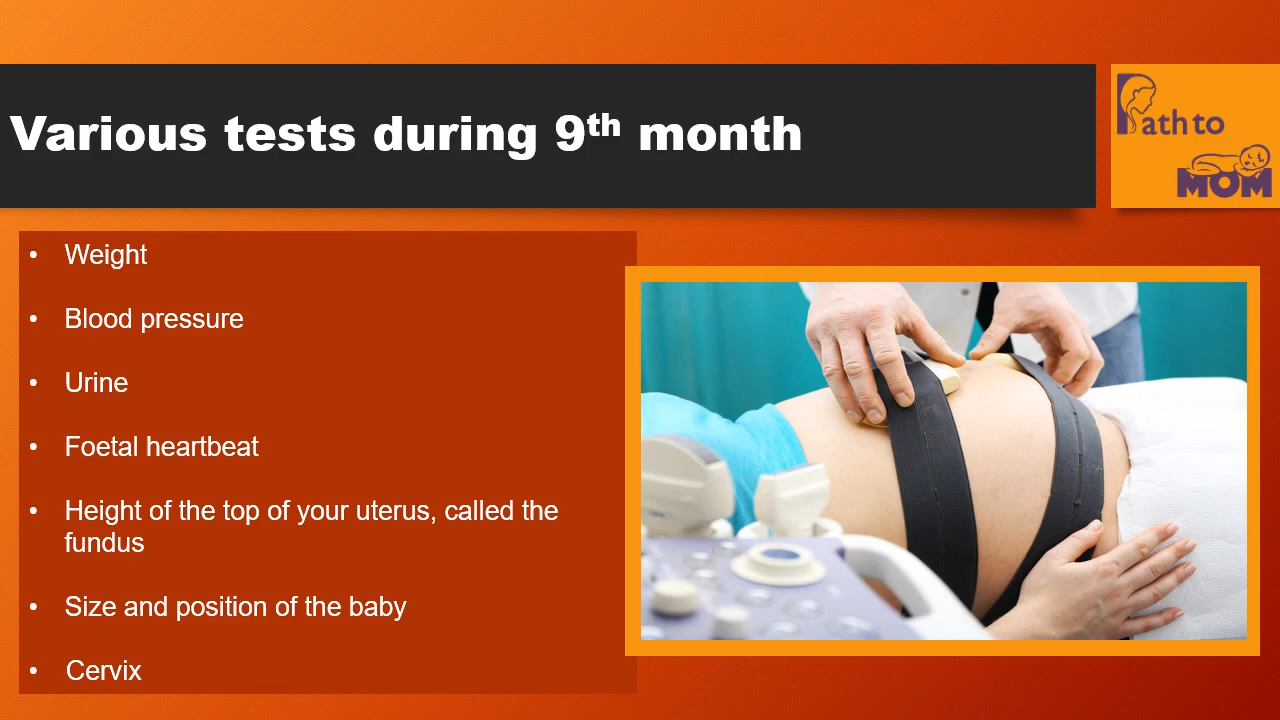 Various tests during 9th month
Path to
MOM
• Weight
• Blood pressure
• Urine
• Foetal heartbeat
• Height of the top of your uterus, called the
fundus
• Size and position of the baby
• Cervix